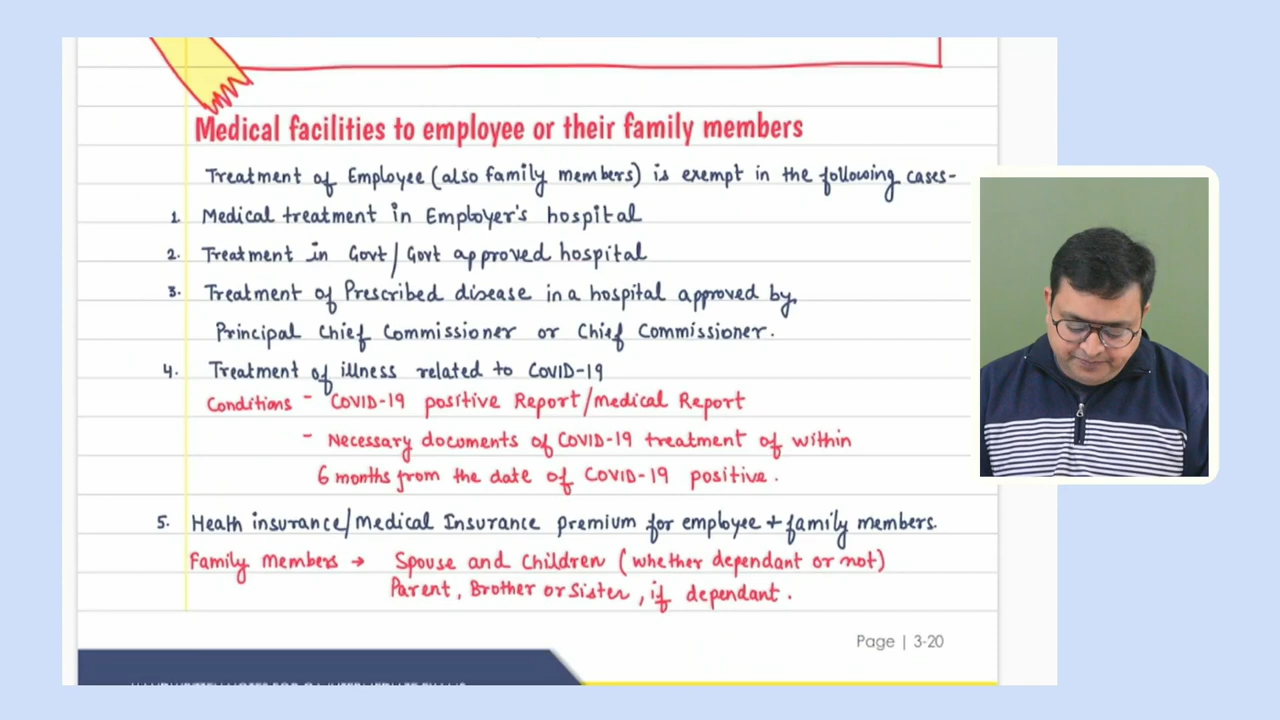 Medical facilities to employee or their family members
Treatment of Employee (also family members) is exempt in the following cases-
1. Medical treatment in Employer's hospital
2. Treatment in Govt/Govt approved hospital
3. Treatment of Prescribed disease in a hospital approved by,
Principal Chief Commissioner or Chief Commissioner.
4. Treatment of illness related to COVID-19
Conditions - COVID-19 positive Report/medical Report
- Necessary documents of COVID-19 treatment of within
6 months from the date of COVID-19 positive.
5. Heath insurance/Medical Insurance premium for employee + family members.
Family members → Spouse and Children (whether dependant or not)
Parent, Brother or Sister, if dependant.
Page | 3-20